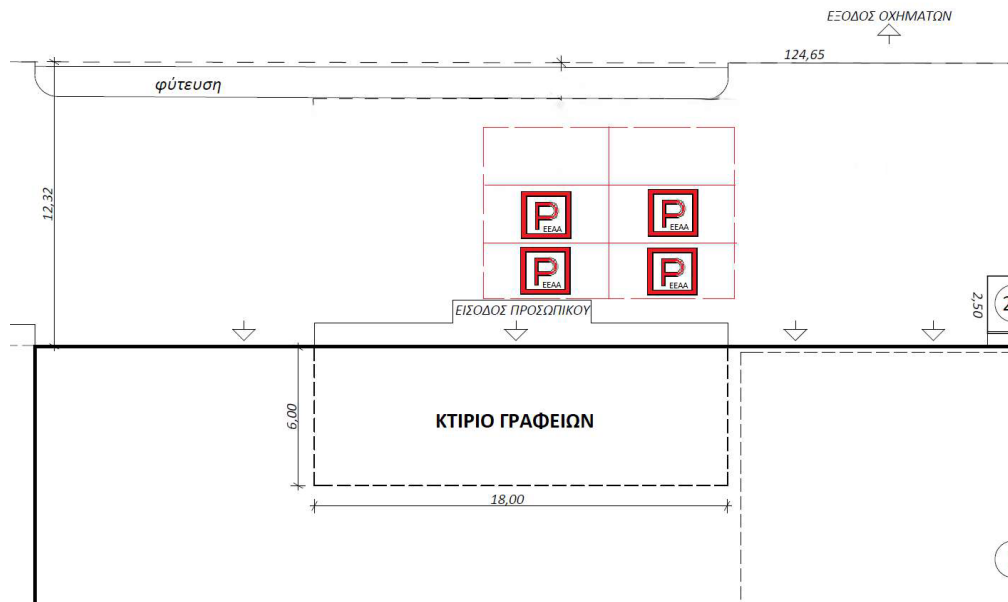 ΕΞΟΔΟΣ ΟΧΗΜΑΤΩΝ
124,65
φύτευση
12,32
P ΕΕΑΑ
P ΕΕΑΑ
P ΕΕΑΑ
P ΕΕΑΑ
2,50
2
ΕΙΣΟΔΟΣ ΠΡΟΣΩΠΙΚΟΥ
6,00
ΚΤΙΡΙΟ ΓΡΑΦΕΙΩΝ
18,00